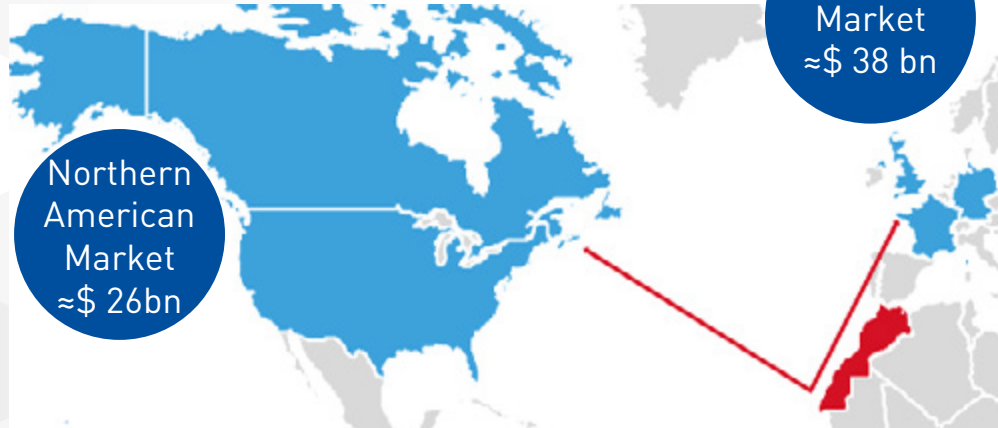 Market
≈$ 38 bn
Northern
American
Market
≈$ 26bn